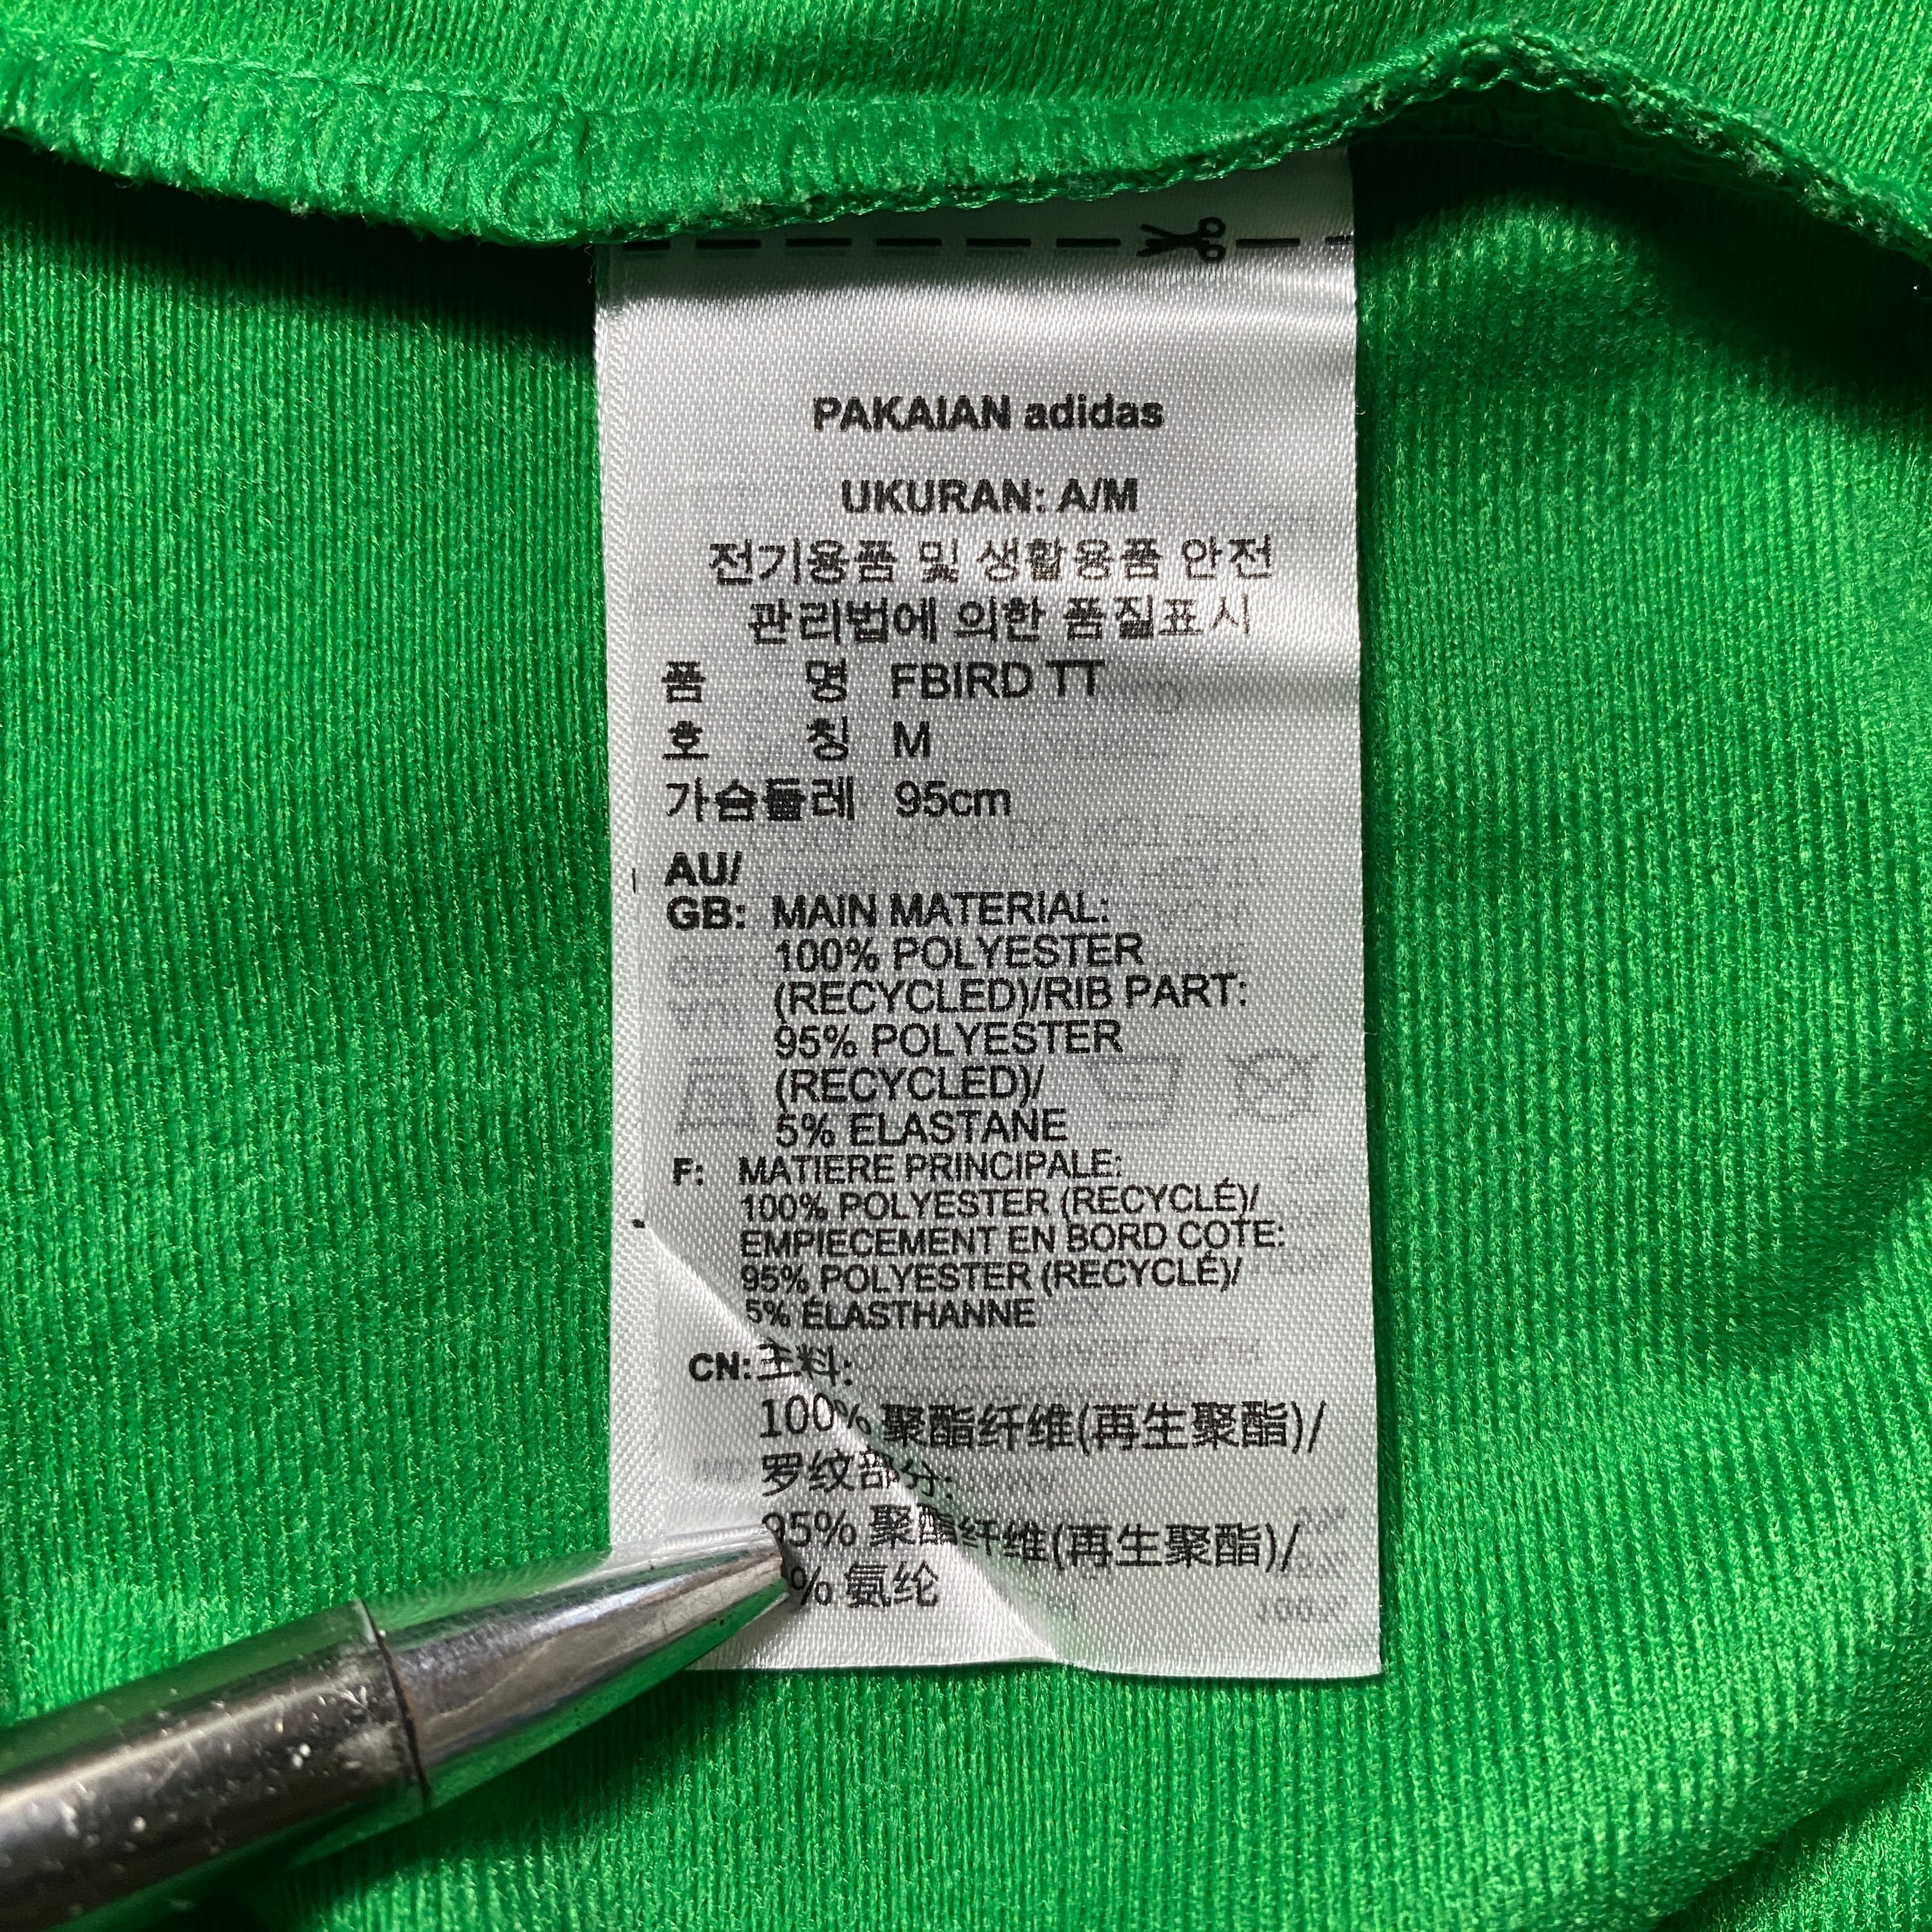 PAKAIAN adidas
UKURAN: A/M
전기용품 및 생활용품 안전
관리법에 의한 품질표시
품 명 FBIRD TT
호 칭 M
가슴둘레 95cm
AU/
GB: MAIN MATERIAL:
100% POLYESTER
(RECYCLED)/RIB PART:
95% POLYESTER
(RECYCLED)/
5% ELASTANE
F: MATIERE PRINCIPALE:
100% POLYESTER (RECYCLÉ)/
EMPIECEMENT EN BORD COTE:
95% POLYESTER (RECYCLÉ)/
5% ÉLASTHANNE
CN: 主料:
100% 聚酯纤维(再生聚酯)/
罗纹部分:
95% 聚酯纤维(再生聚酯)/
% 氨纶